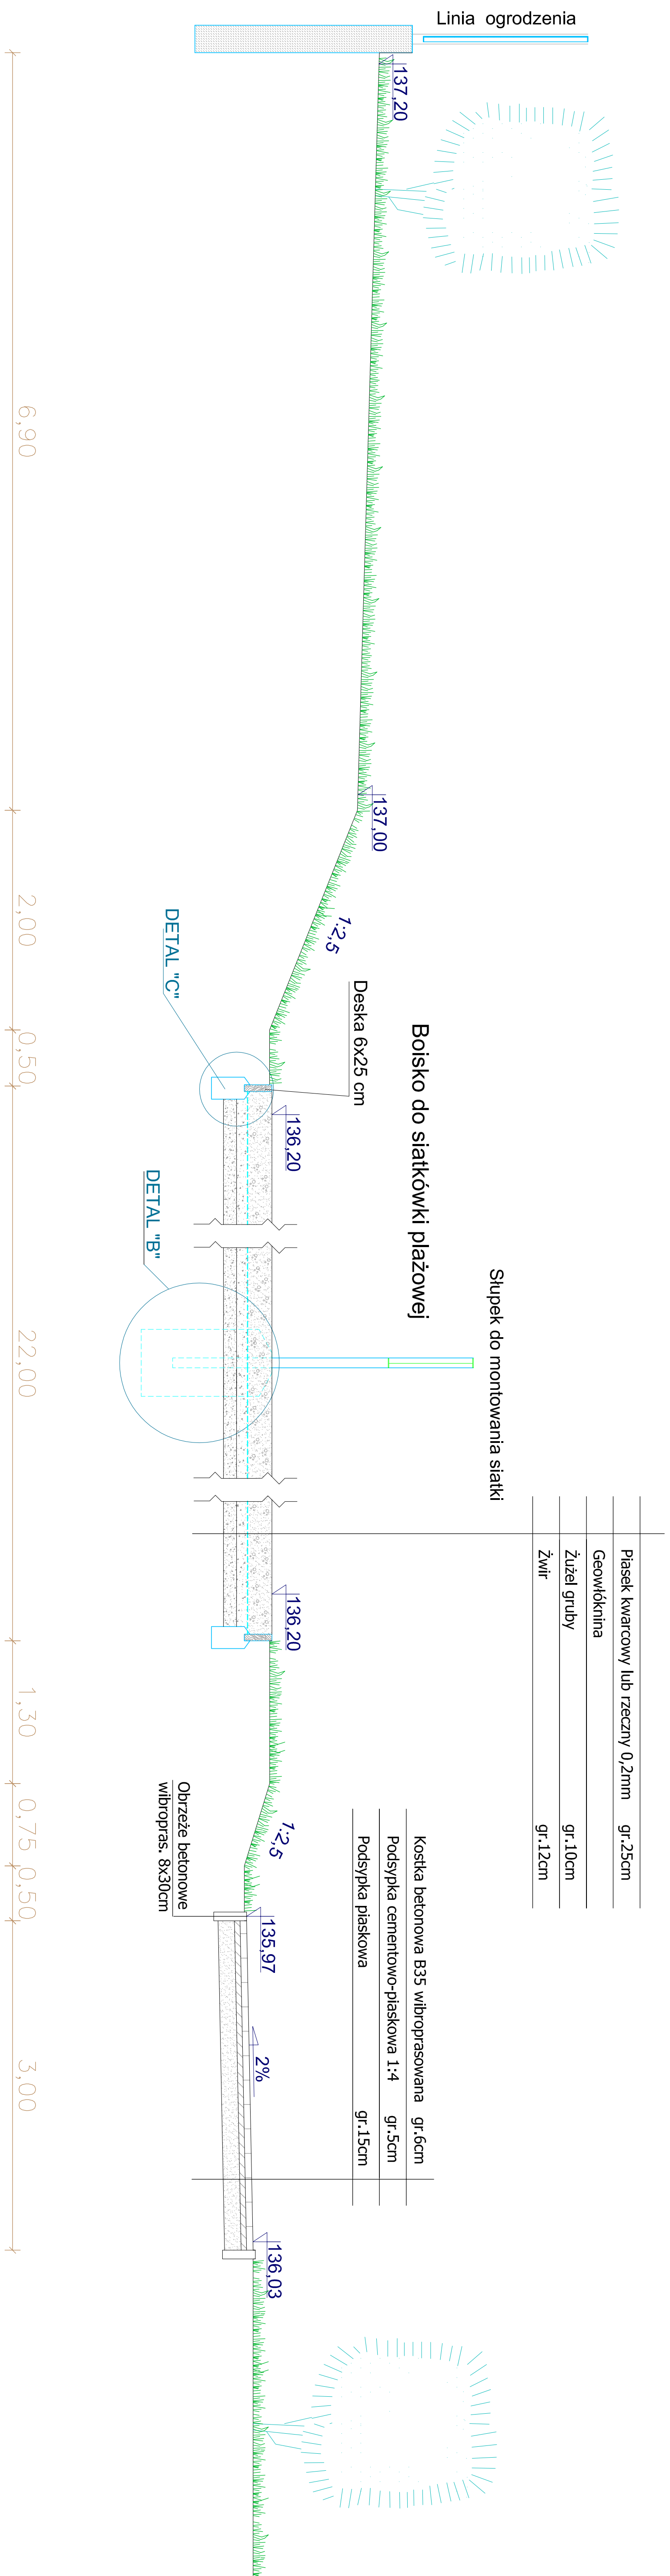 Linia ogrodzenia
137,20
137,00
1:2,5
Deska 6x25 cm
Boisko do siatkówki plażowej
Słupek do montowania siatki
Piasek kwarcowy lub rzeczny 0,2mm gr.25cm
Geowłóknina
Żużel gruby gr.10cm
Żwir gr.12cm
136,20
136,20
DETAL "C"
DETAL "B"
1:2,5
Kostka betonowa B35 wibroprasowana gr.6cm
Podsypka cementowo-piaskowa 1:4 gr.5cm
Podsypka piaskowa gr.15cm
Obrzeże betonowe
wibropras. 8x30cm
135,97
2%
136,03
6,90
2,00
0,50
22,00
1,30
0,75
0,50
3,00